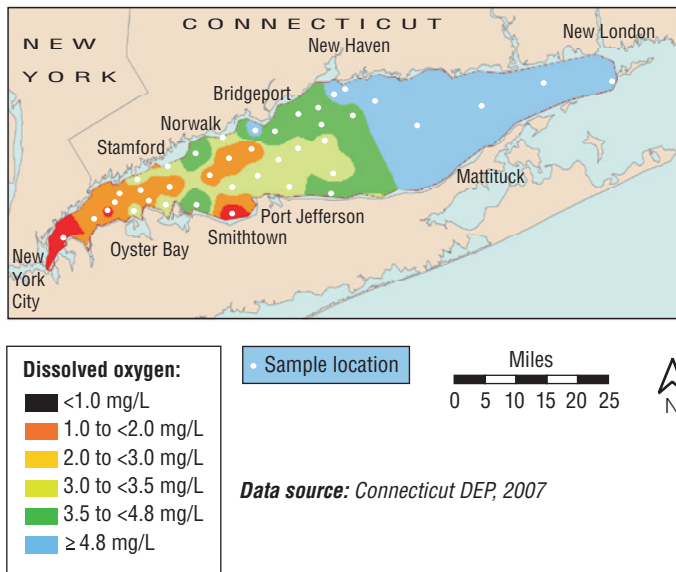 CONNECTICUT
NEW
YORK
New London
New Haven
Bridgeport
Norwalk
Stamford
Mattituck
Port Jefferson
Smithtown
Oyster Bay
New
York
City
Dissolved oxygen:
<1.0 mg/L
1.0 to <2.0 mg/L
2.0 to <3.0 mg/L
3.0 to <3.5 mg/L
3.5 to <4.8 mg/L
≥ 4.8 mg/L
Sample location
Miles
0 5 10 15 20 25
N
Data source: Connecticut DEP, 2007